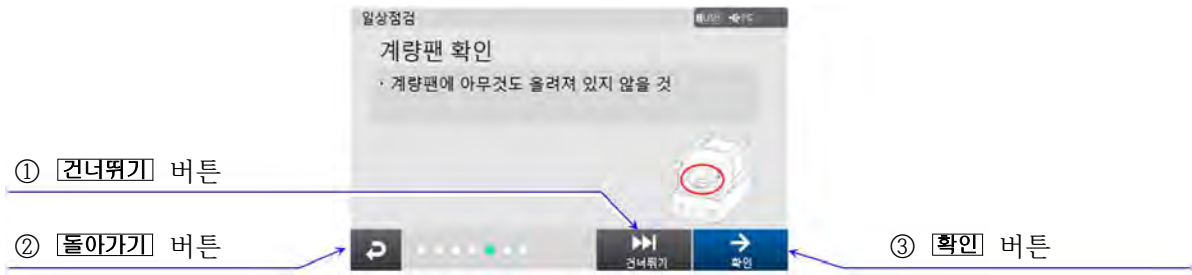 일상점검
USB PC
계량팬 확인
· 계량팬에 아무것도 올려져 있지 않을 것
① 건너뛰기 버튼
② 돌아가기 버튼
건너뛰기
확인
③ 확인 버튼